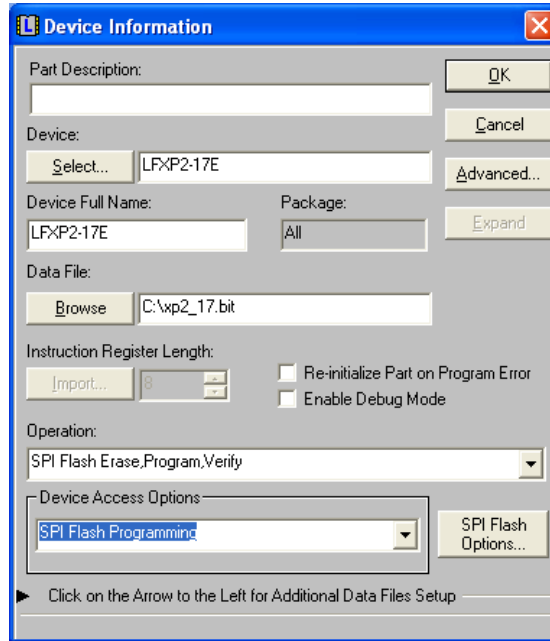 Device Information
Part Description:
OK
Device:
Cancel
Select...
LFXP2-17E
Advanced...
Device Full Name:
Package:
LFXP2-17E
All
Expand
Data File:
Browse
C:\xp2_17.bit
Instruction Register Length:
Import...
8
Re-initialize Part on Program Error
Enable Debug Mode
Operation:
SPI Flash Erase,Program,Verify
Device Access Options
SPI Flash Programming
SPI Flash
Options...
Click on the Arrow to the Left for Additional Data Files Setup